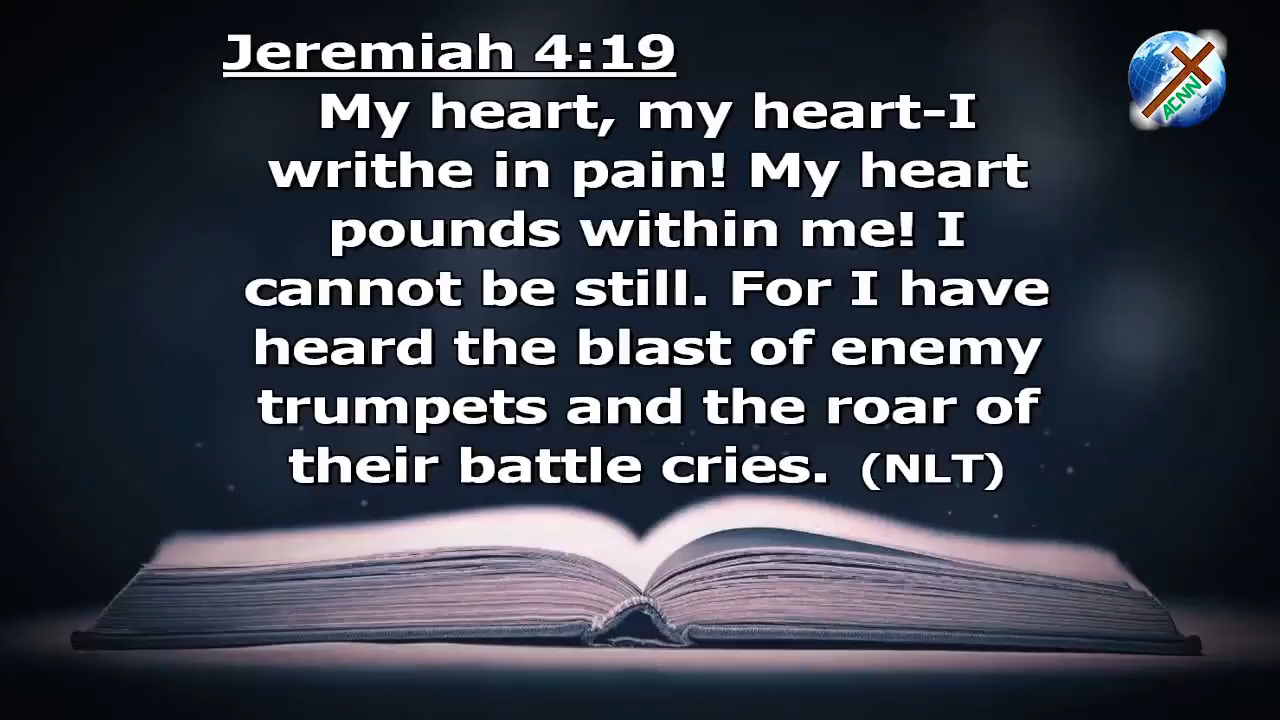 Jeremiah 4:19
My heart, my heart-I
writhe in pain! My heart
pounds within me! I
cannot be still. For I have
heard the blast of enemy
trumpets and the roar of
their battle cries. (NLT)
ACNN